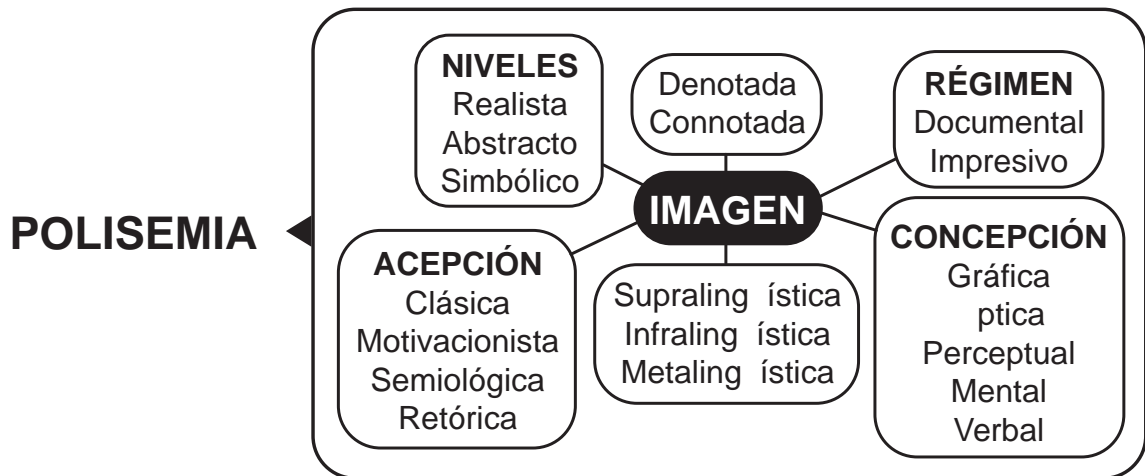 POLISEMIA
NIVELES
Realista
Abstracto
Simbólico
Denotada
Connotada
RÉGIMEN
Documental
Impresivo
IMAGEN
ACEPCIÓN
Clásica
Motivacionista
Semiológica
Retórica
Supraling ística
Infraling ística
Metaling ística
CONCEPCIÓN
Gráfica
ptica
Perceptual
Mental
Verbal